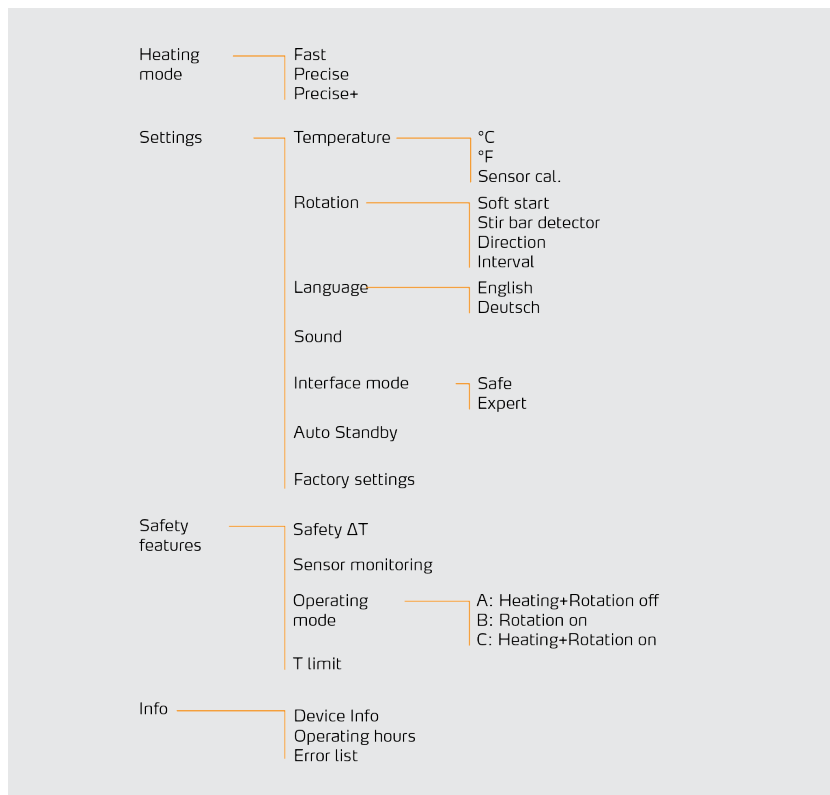 Heating
mode
Fast
Precise
Precise+
Settings
Temperature
°C
°F
Sensor cal.
Rotation
Soft start
Stir bar detector
Direction
Interval
Language
English
Deutsch
Sound
Interface mode
Safe
Expert
Auto Standby
Factory settings
Safety
features
Safety ΔT
Sensor monitoring
Operating
mode
A: Heating+Rotation off
B: Rotation on
C: Heating+Rotation on
T limit
Info
Device Info
Operating hours
Error list